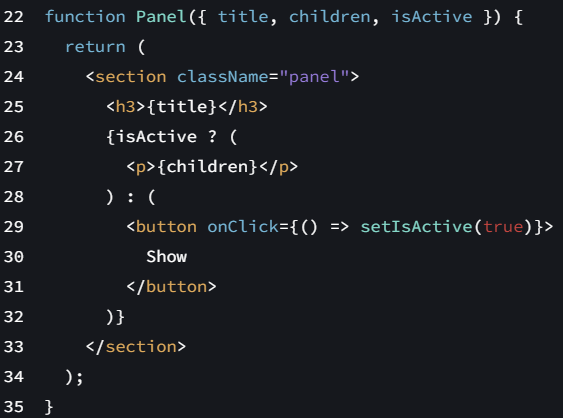 22 function Panel({ title, children, isActive }) {
23   return (
24     <section className="panel">
25       <h3>{title}</h3>
26       {isActive ? (
27         <p>{children}</p>
28       ) : (
29         <button onClick={() => setIsActive(true)}>
30           Show
31         </button>
32       )}
33     </section>
34   );
35 }